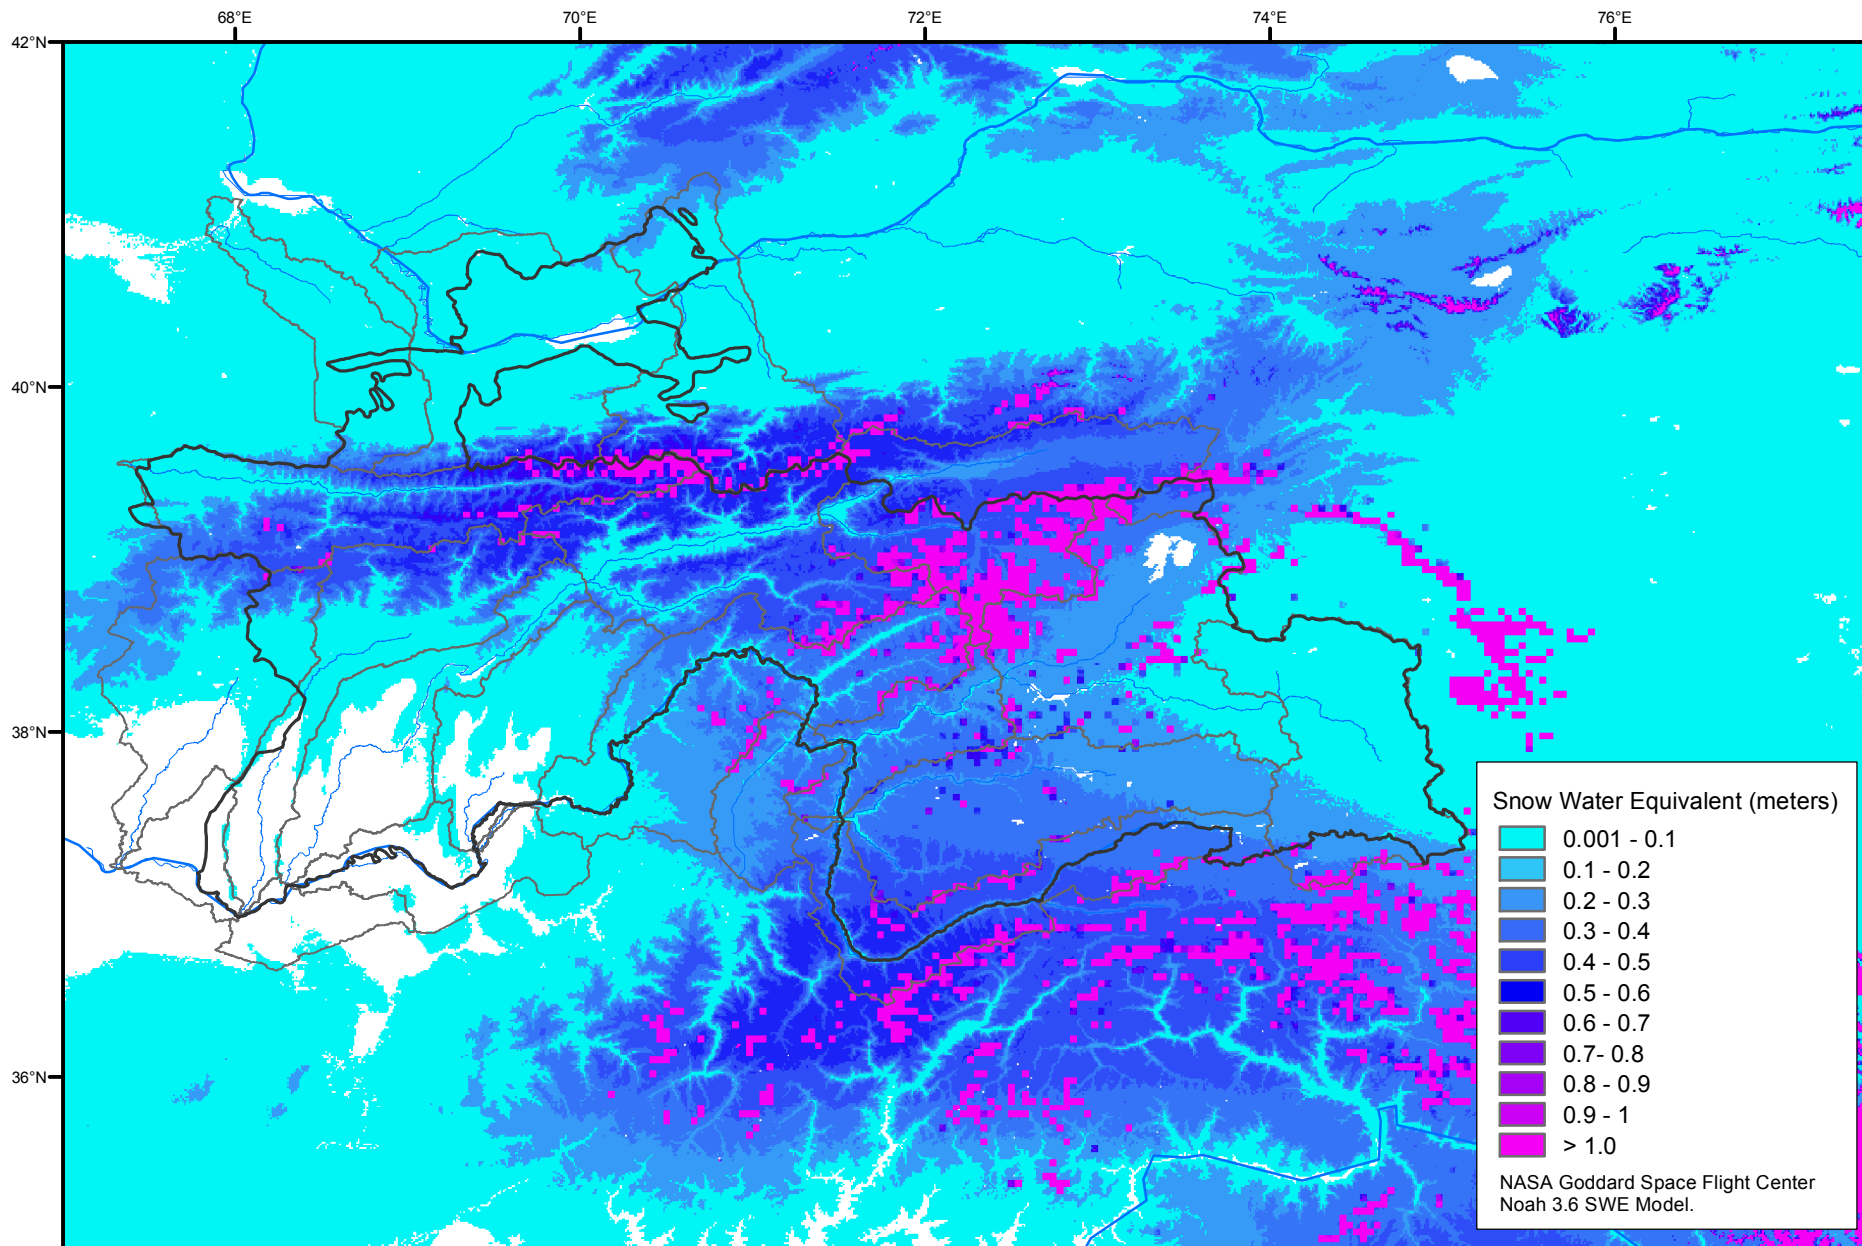 68°E 70°E 72°E 74°E 76°E
42°N
40°N
38°N
36°N
Snow Water Equivalent (meters)
0.001 - 0.1
0.1 - 0.2
0.2 - 0.3
0.3 - 0.4
0.4 - 0.5
0.5 - 0.6
0.6 - 0.7
0.7- 0.8
0.8 - 0.9
0.9 - 1
> 1.0
NASA Goddard Space Flight Center
Noah 3.6 SWE Model.